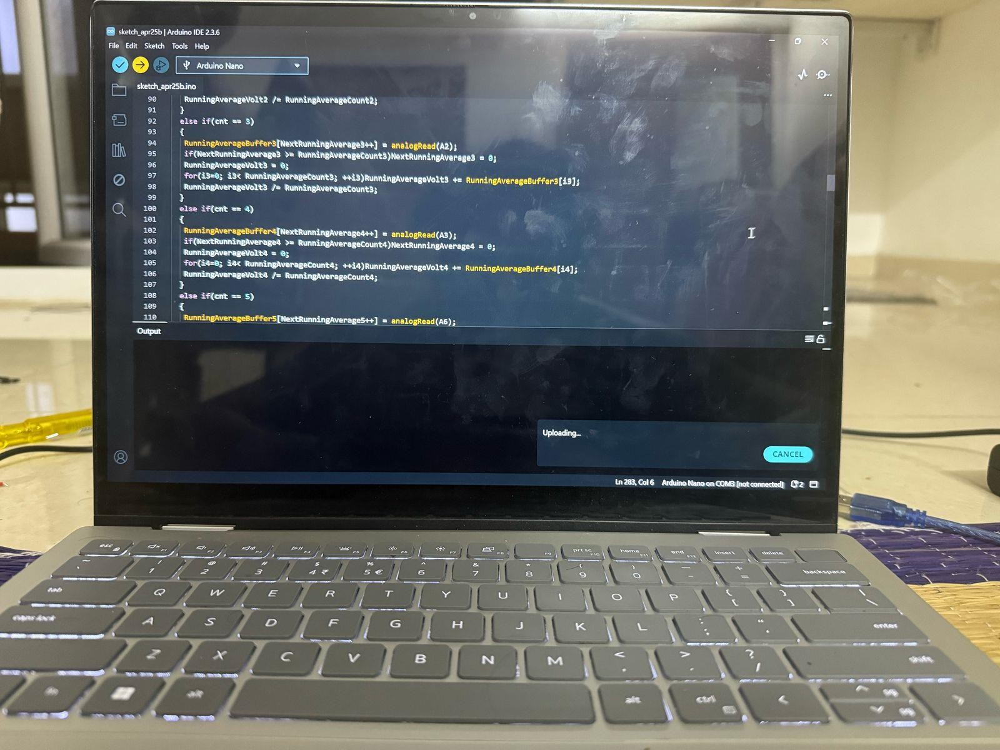 sketch_apr25b | Arduino IDE 2.3.6
File Edit Sketch Tools Help
Arduino Nano
sketch_apr25b.ino
90 RunningAverageVolt2 /= RunningAverageCount2;
91 }
92 else if(cnt == 3)
93 {
94 RunningAverageBuffer3[NextRunningAverage3++] = analogRead(A2);
95 if(NextRunningAverage3 >= RunningAverageCount3)NextRunningAverage3 = 0;
96 RunningAverageVolt3 = 0;
97 for(i3=0; i3< RunningAverageCount3; ++i3)RunningAverageVolt3 += RunningAverageBuffer3[i3];
98 RunningAverageVolt3 /= RunningAverageCount3;
99 }
100 else if(cnt == 4)
101 {
102 RunningAverageBuffer4[NextRunningAverage4++] = analogRead(A3);
103 if(NextRunningAverage4 >= RunningAverageCount4)NextRunningAverage4 = 0;
104 RunningAverageVolt4 = 0;
105 for(i4=0; i4< RunningAverageCount4; ++i4)RunningAverageVolt4 += RunningAverageBuffer4[i4];
106 RunningAverageVolt4 /= RunningAverageCount4;
107 }
108 else if(cnt == 5)
109 {
110 RunningAverageBuffer5[NextRunningAverage5++] = analogRead(A6);
Output
Uploading...
CANCEL
Ln 283, Col 6 Arduino Nano on COM3 [not connected] 2
esc F1 F2 F3 F4 F5 F6 F7 F8 F9 prt sc F10 home F11 end F12 insert delete
~ ! 1 @ 2 # 3 $ 4 ₹ % 5 € ^ 6 & 7 * 8 ( 9 ) 0 _ - + = backspace
tab Q W E R T Y U I O P { [ } ] | \
caps lock A S D F G H J K L : ; " ' enter
Z X C V B N M < , > . ? / shift
fn alt alt ctrl < ^ pg v pg >